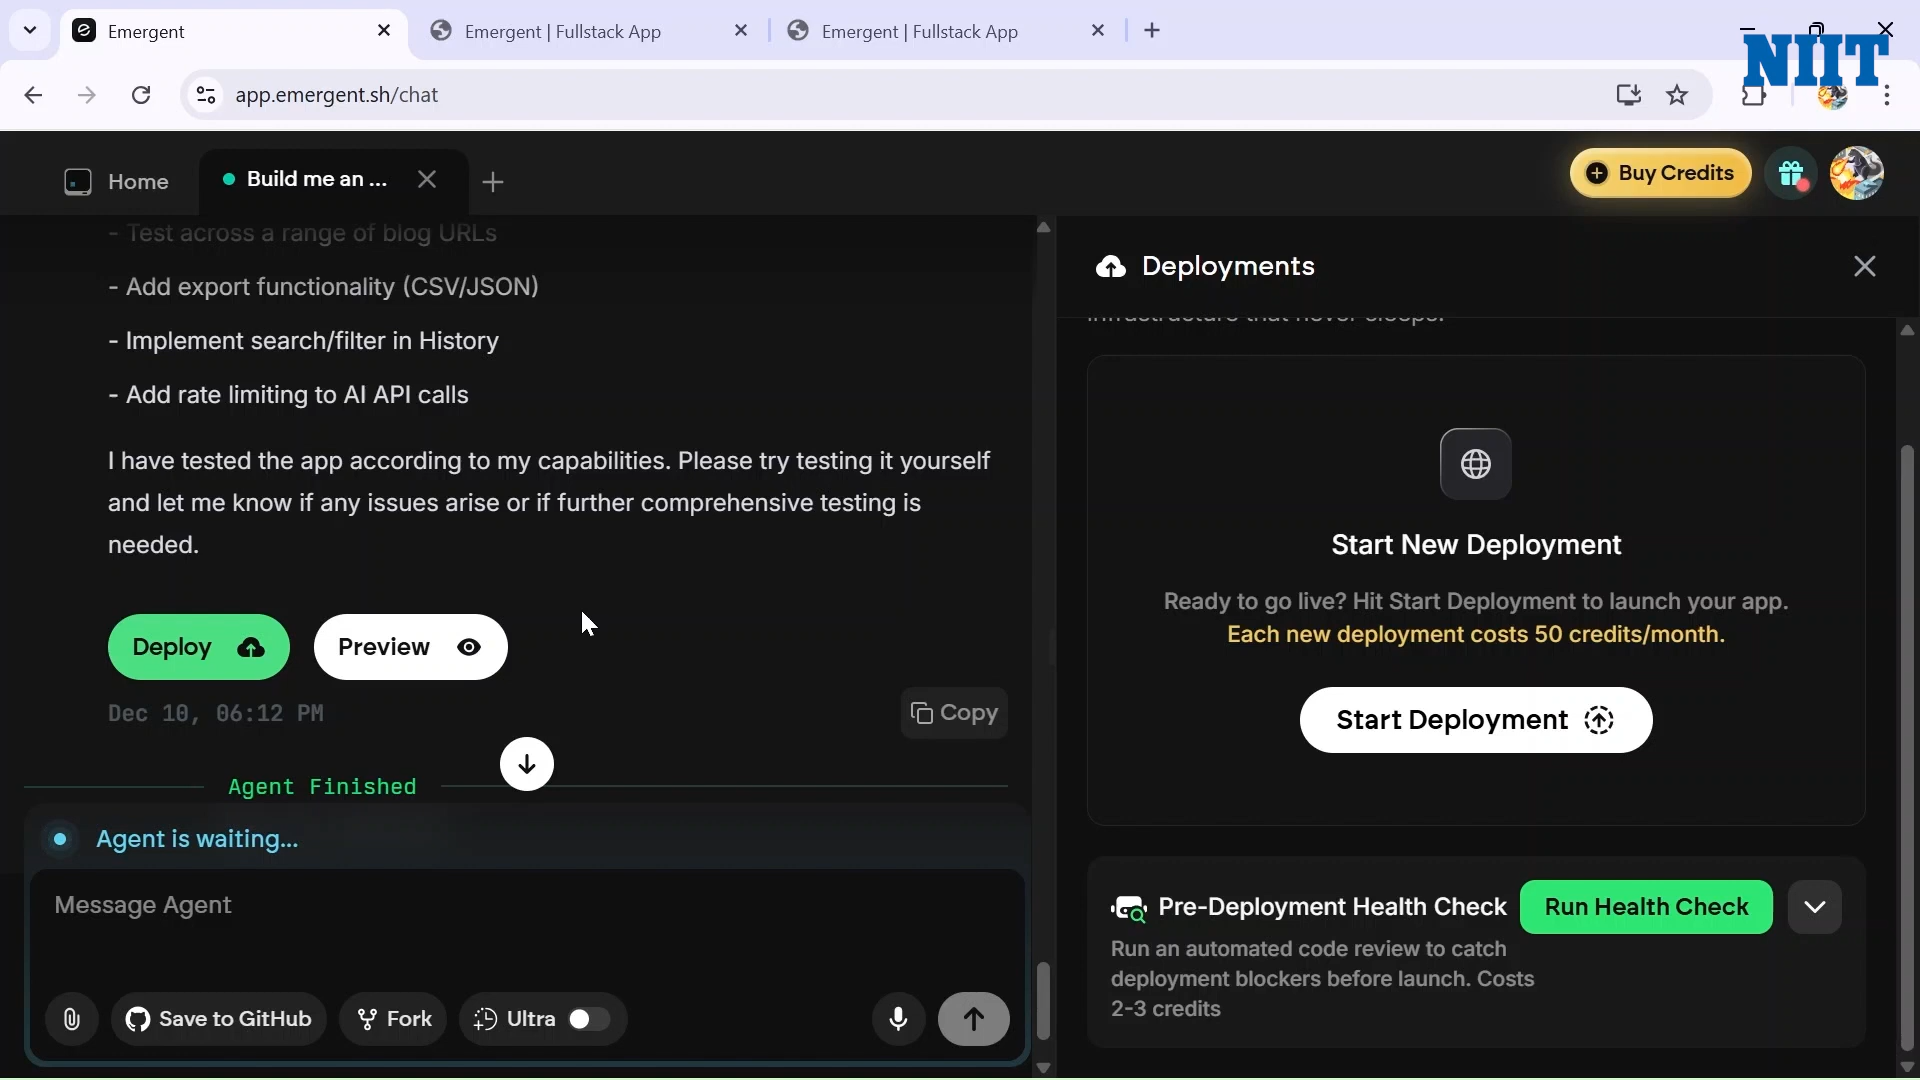 Emergent
Emergent | Fullstack App
Emergent | Fullstack App
NIIT
app.emergent.sh/chat
Home
Build me an ...
Buy Credits
- Test across a range of blog URLs
- Add export functionality (CSV/JSON)
- Implement search/filter in History
- Add rate limiting to AI API calls
I have tested the app according to my capabilities. Please try testing it yourself
and let me know if any issues arise or if further comprehensive testing is
needed.
Deploy
Preview
Dec 10, 06:12 PM
Copy
Agent Finished
Agent is waiting...
Message Agent
Save to GitHub
Fork
Ultra
Deployments
infrastructure that never sleeps.
Start New Deployment
Ready to go live? Hit Start Deployment to launch your app.
Each new deployment costs 50 credits/month.
Start Deployment
Pre-Deployment Health Check
Run Health Check
Run an automated code review to catch
deployment blockers before launch. Costs
2-3 credits